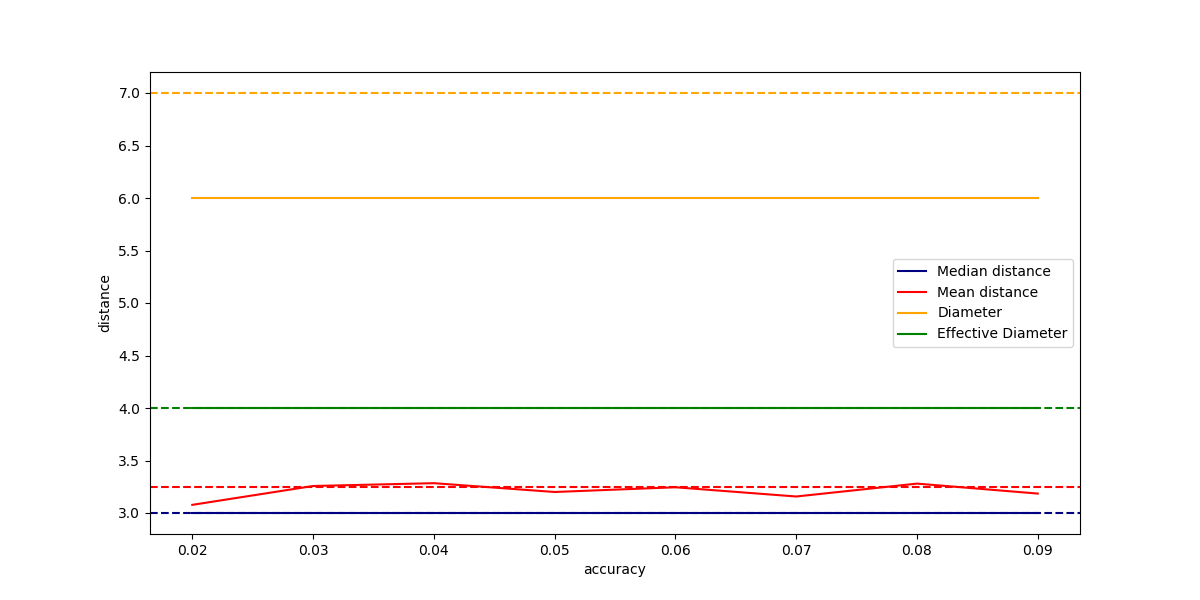 7.0
6.5
6.0
5.5
5.0
4.5
4.0
3.5
3.0
distance
Median distance
Mean distance
Diameter
Effective Diameter
0.02 0.03 0.04 0.05 0.06 0.07 0.08 0.09
accuracy